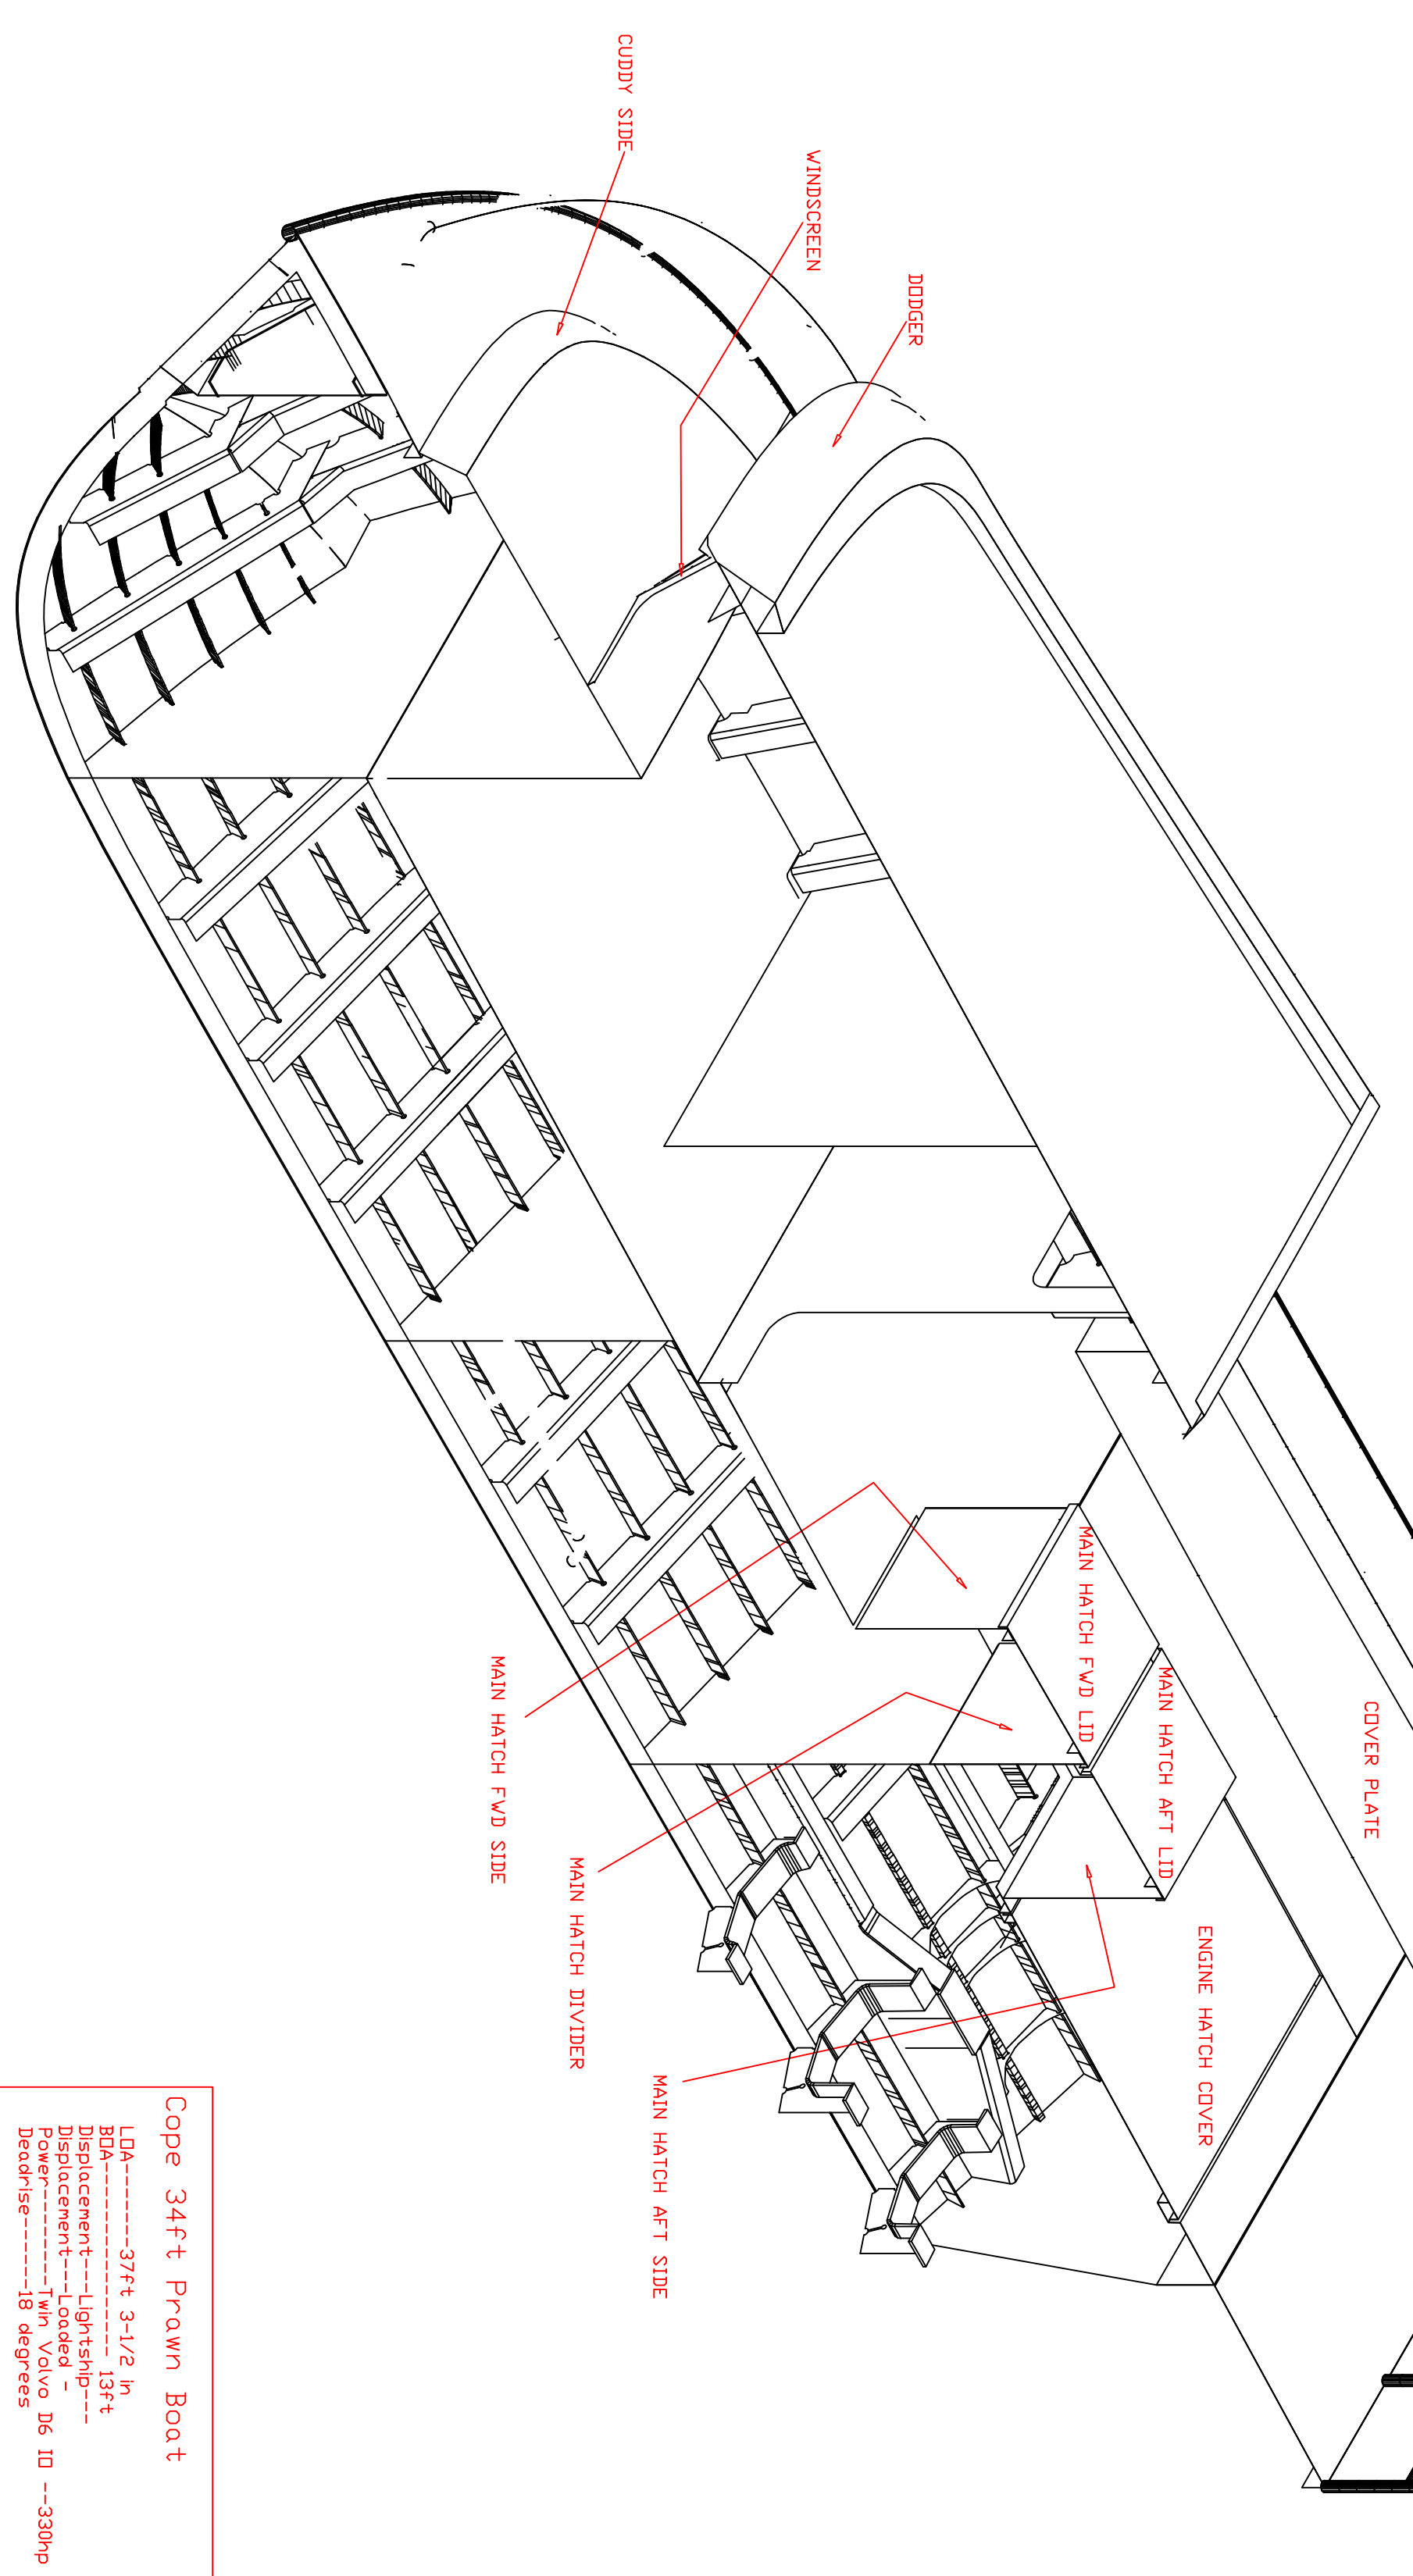 CUDDY SIDE
WINDSCREEN
DODGER
COVER PLATE
MAIN HATCH FWD LID
MAIN HATCH AFT LID
ENGINE HATCH COVER
MAIN HATCH FWD SIDE
MAIN HATCH DIVIDER
MAIN HATCH AFT SIDE
Cope 34ft Prawn Boat
LOA-------37ft 3-1/2 in
BOA-------------- 13ft
Displacement---Lightship---
Displacement---Loaded -
Power---------Twin Volvo D6 IO --330hp
Deadrise-------18 degrees